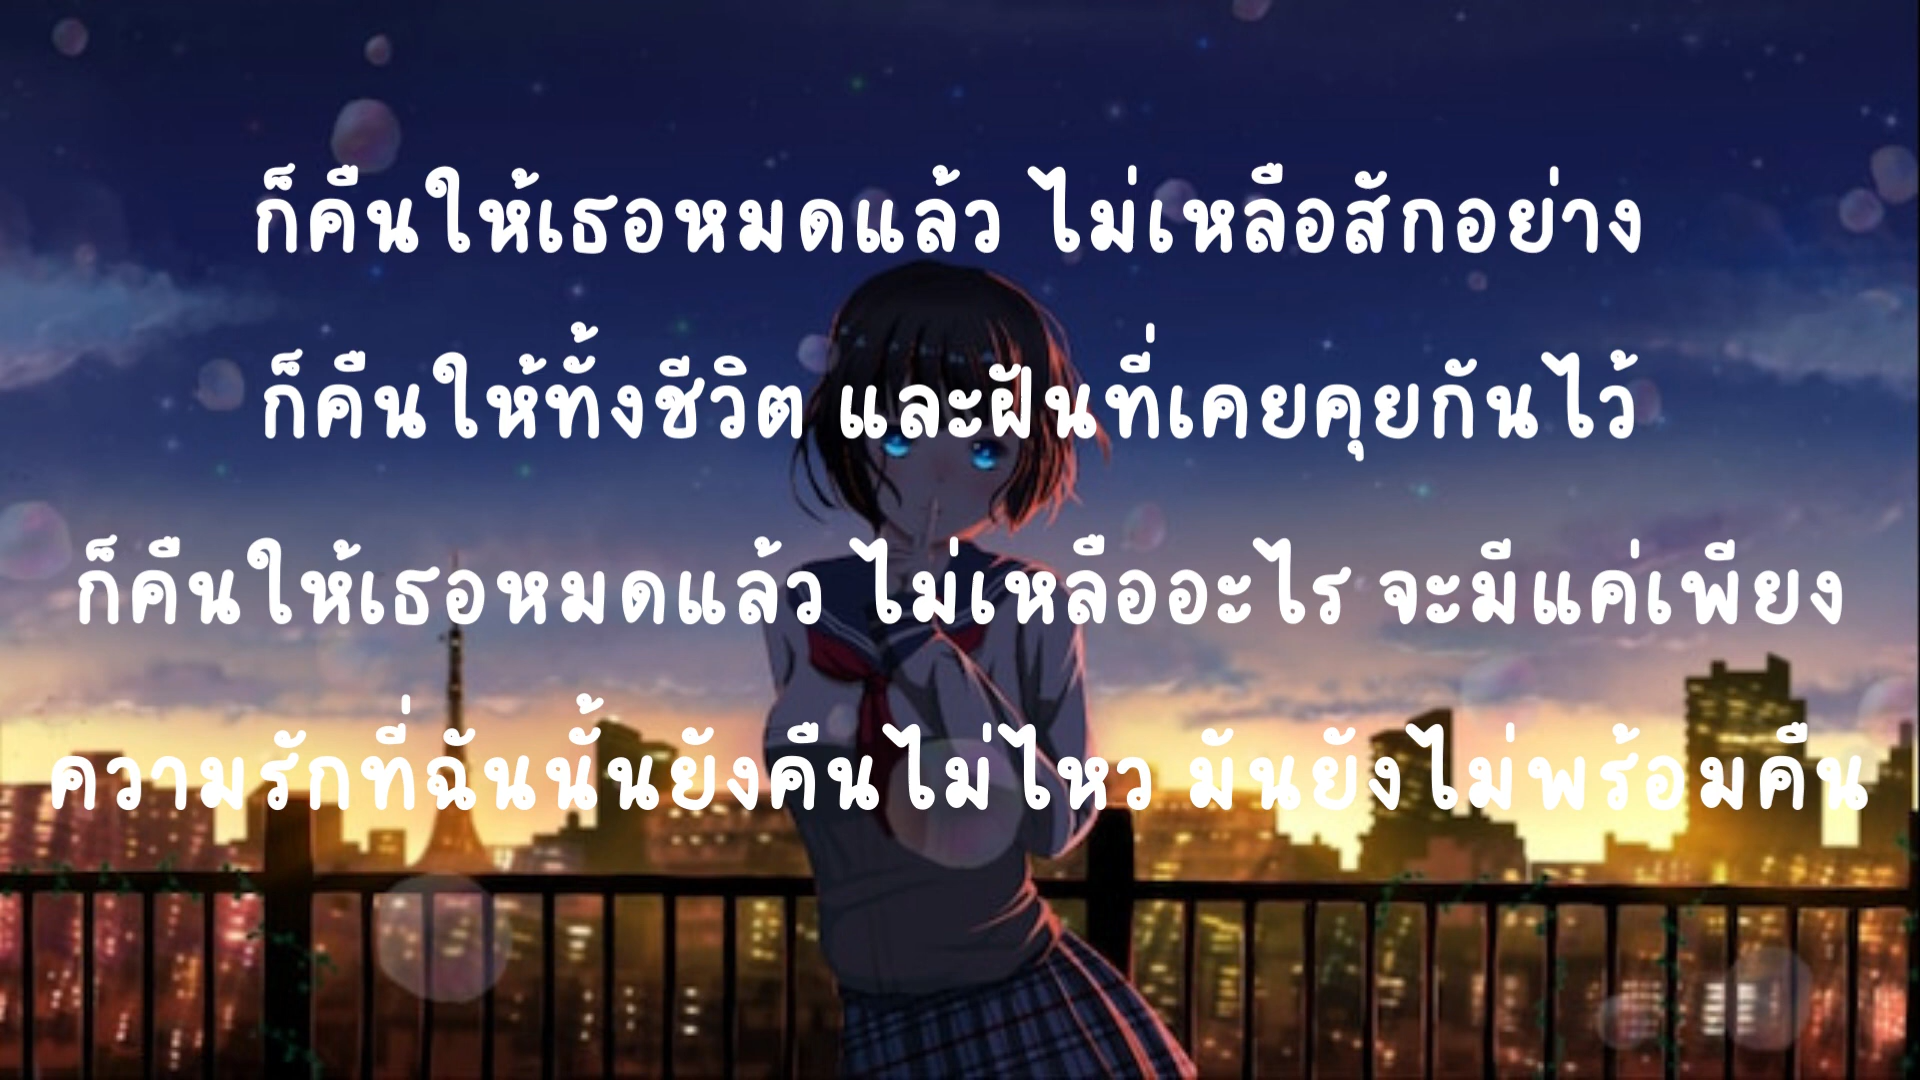 ก็คืนให้เธอหมดแล้ว ไม่เหลือสักอย่าง
ก็คืนให้ทั้งชีวิต และฝันที่เคยคุยกันไว้
ก็คืนให้เธอหมดแล้ว ไม่เหลืออะไร จะมีแค่เพียง
ความรักที่ฉันนั้นยังคืนไม่ไหว มันยังไม่พร้อมคืน